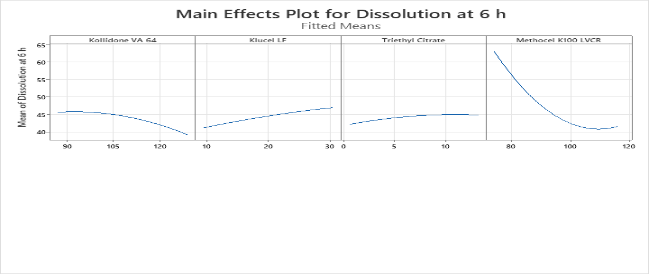 Main Effects Plot for Dissolution at 6 h
Fitted Means
Kollidone VA 64 Klucel LF Triethyl Citrate Methocel K100 LVCR
Mean of Dissolution at 6 h
65
60
55
50
45
40
90 105 120 10 20 30 0 5 10 80 100 120